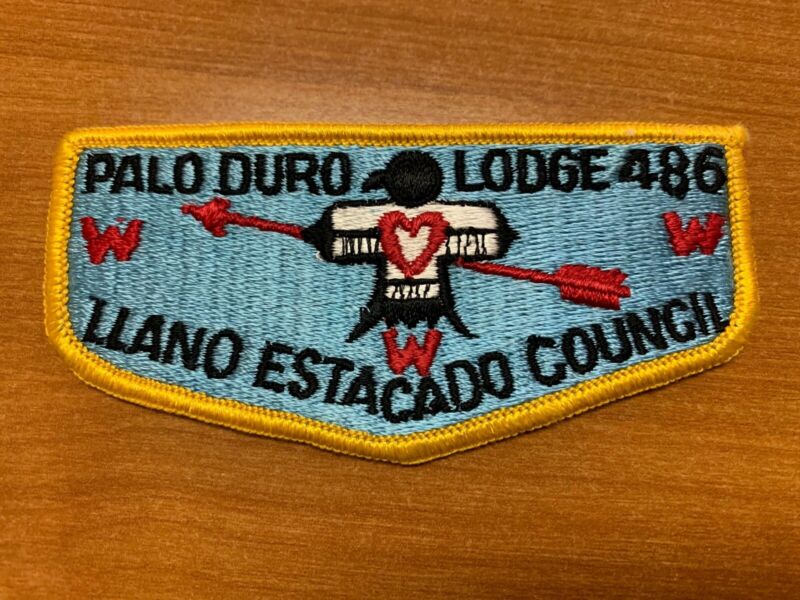 PALO DURO LODGE 486
W W
W
LLANO ESTACADO COUNCIL